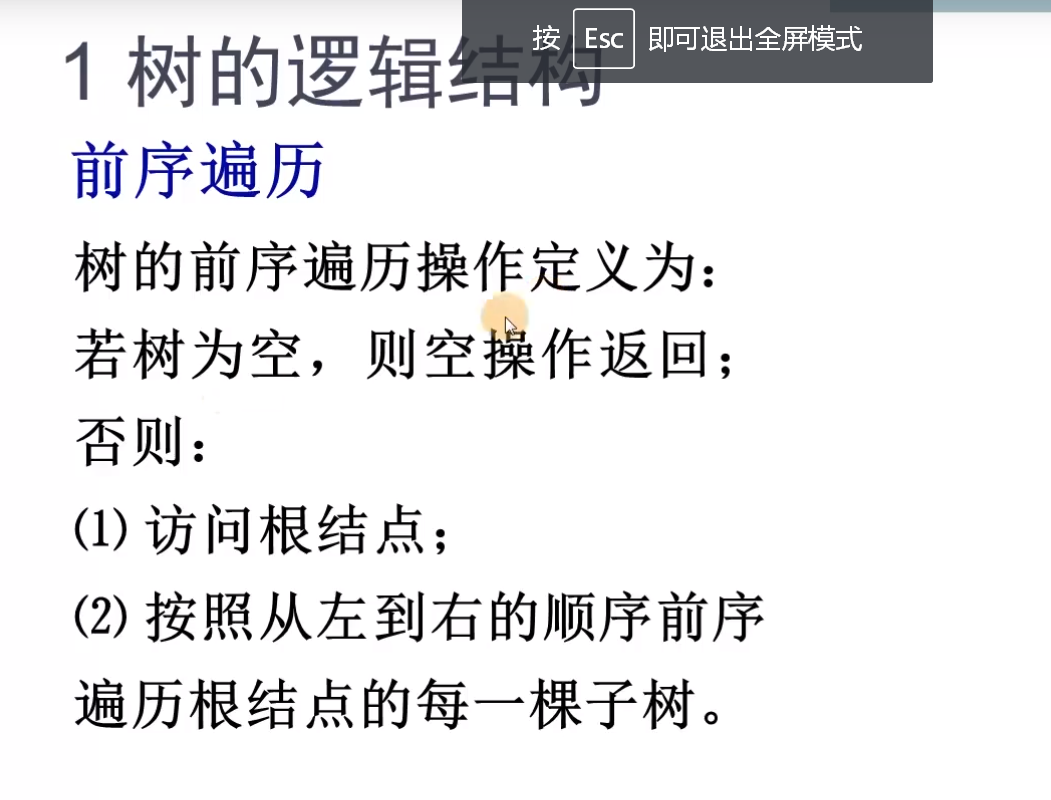 按 Esc 即可退出全屏模式
1 树的逻辑结构
前序遍历
树的前序遍历操作定义为：
若树为空，则空操作返回；
否则：
⑴ 访问根结点；
⑵ 按照从左到右的顺序前序
遍历根结点的每一棵子树。